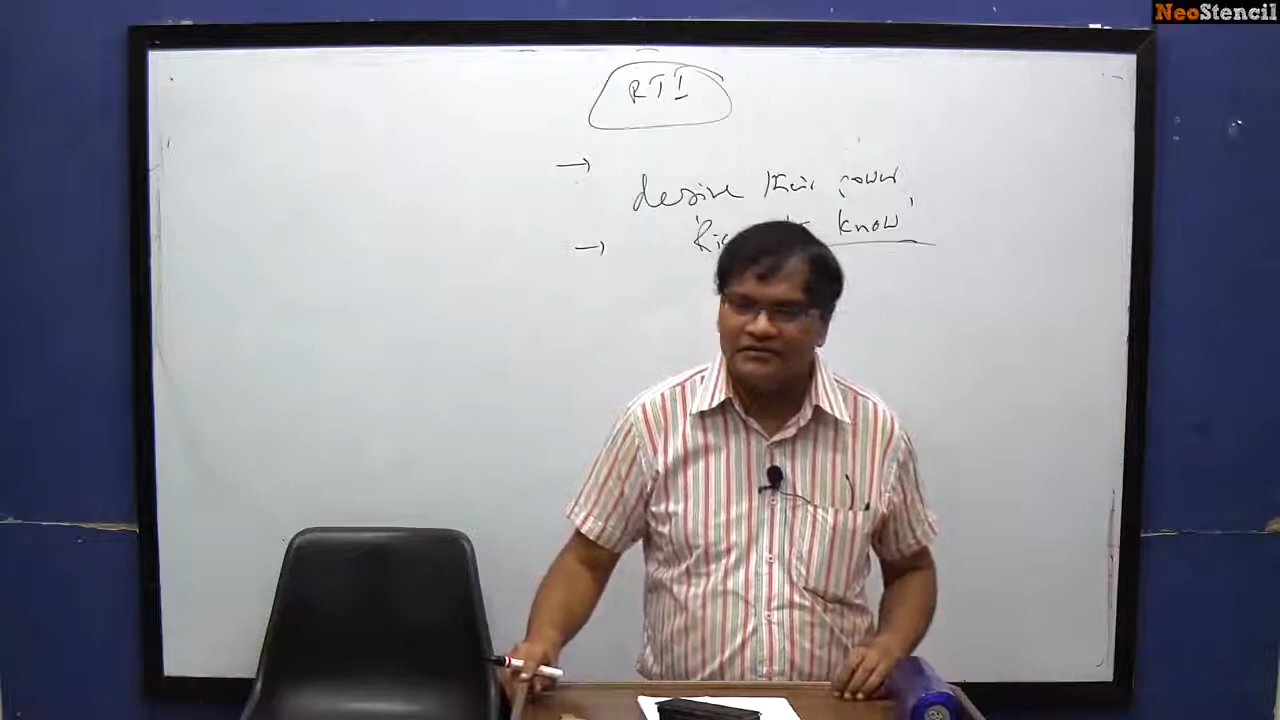 NeoStencil
RTI
→ desire their power
→ know'